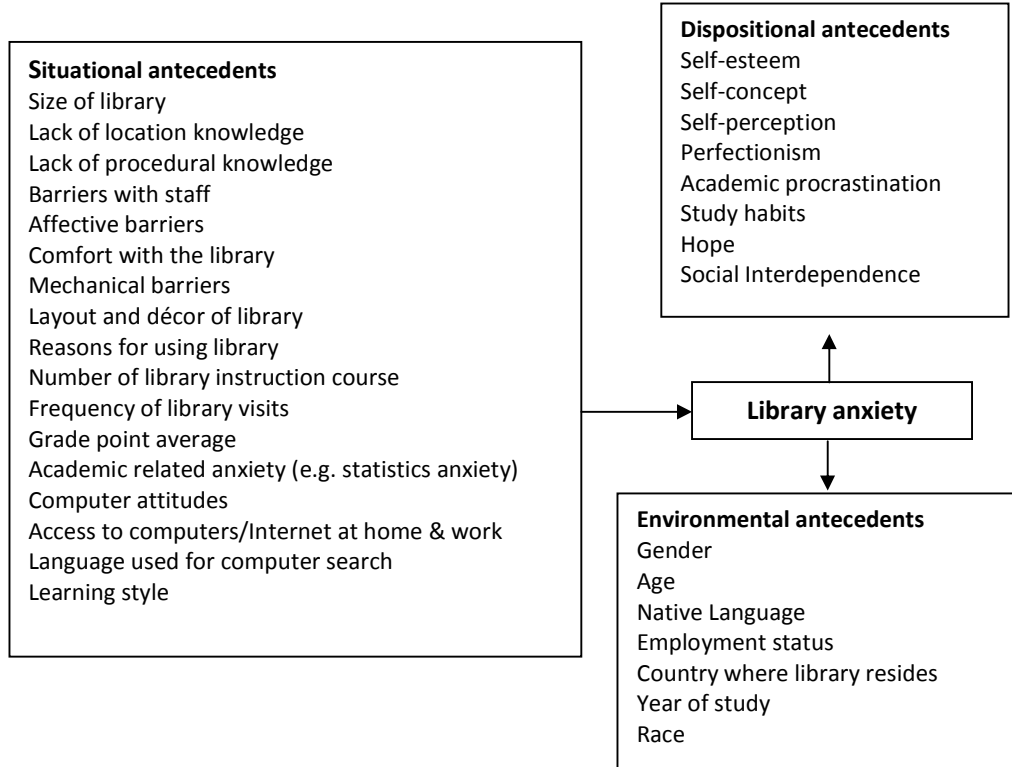 Situational antecedents
Size of library
Lack of location knowledge
Lack of procedural knowledge
Barriers with staff
Affective barriers
Comfort with the library
Mechanical barriers
Layout and décor of library
Reasons for using library
Number of library instruction course
Frequency of library visits
Grade point average
Academic related anxiety (e.g. statistics anxiety)
Computer attitudes
Access to computers/Internet at home & work
Language used for computer search
Learning style
Dispositional antecedents
Self-esteem
Self-concept
Self-perception
Perfectionism
Academic procrastination
Study habits
Hope
Social Interdependence
Library anxiety
Environmental antecedents
Gender
Age
Native Language
Employment status
Country where library resides
Year of study
Race